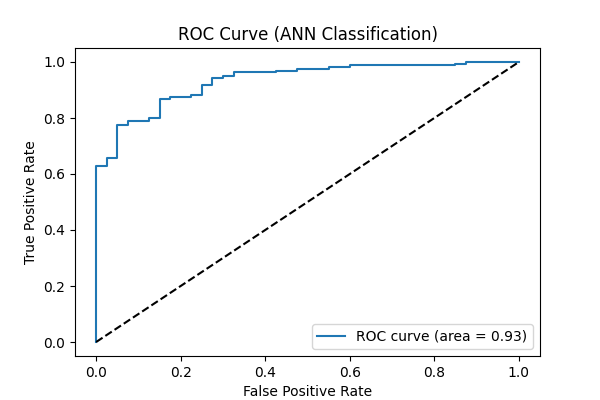 ROC Curve (ANN Classification)
1.0
0.8
0.6
0.4
0.2
0.0
True Positive Rate
ROC curve (area = 0.93)
0.0 0.2 0.4 0.6 0.8 1.0
False Positive Rate